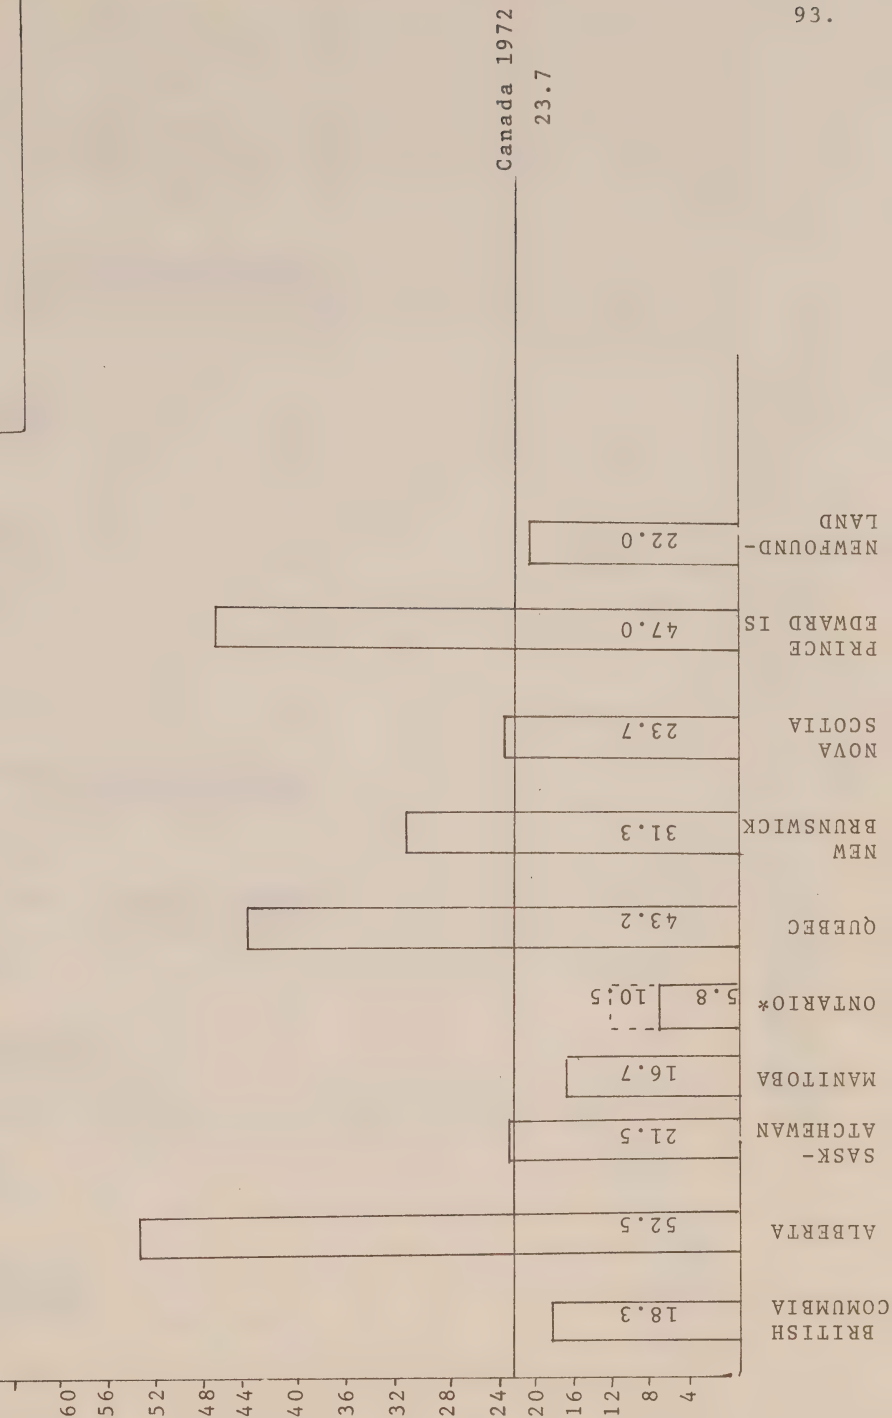 93.
Canada 1972
23.7
NEWFOUND-
LAND
22.0
PRINCE
EDWARD IS
47.0
NOVA
SCOTIA
23.7
NEW
BRUNSWICK
31.3
QUEBEC
43.2
ONTARIO*
5.8
10.5
MANITOBA
16.7
SASK-
ATCHEWAN
21.5
ALBERTA
52.5
BRITISH
COMUMBIA
18.3
60
56
52
48
44
40
36
32
28
24
20
16
12
8
4